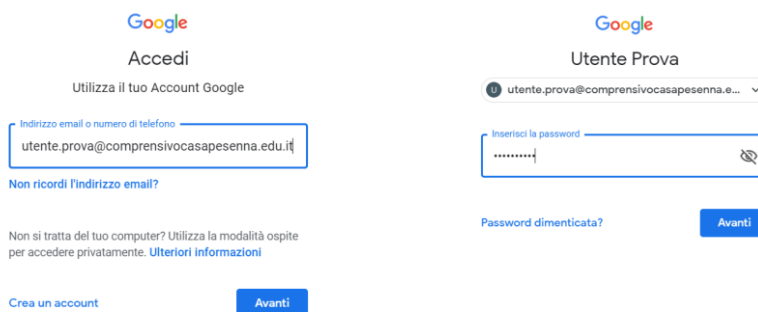 Google
Accedi
Utilizza il tuo Account Google
Indirizzo email o numero di telefono
utente.prova@comprensivocasapesenna.edu.it
Non ricordi l'indirizzo email?
Non si tratta del tuo computer? Utilizza la modalità ospite
per accedere privatamente. Ulteriori informazioni
Crea un account
Avanti
Google
Utente Prova
U
utente.prova@comprensivocasapesenna.e...
Inserisci la password
••••••••••
Password dimenticata?
Avanti